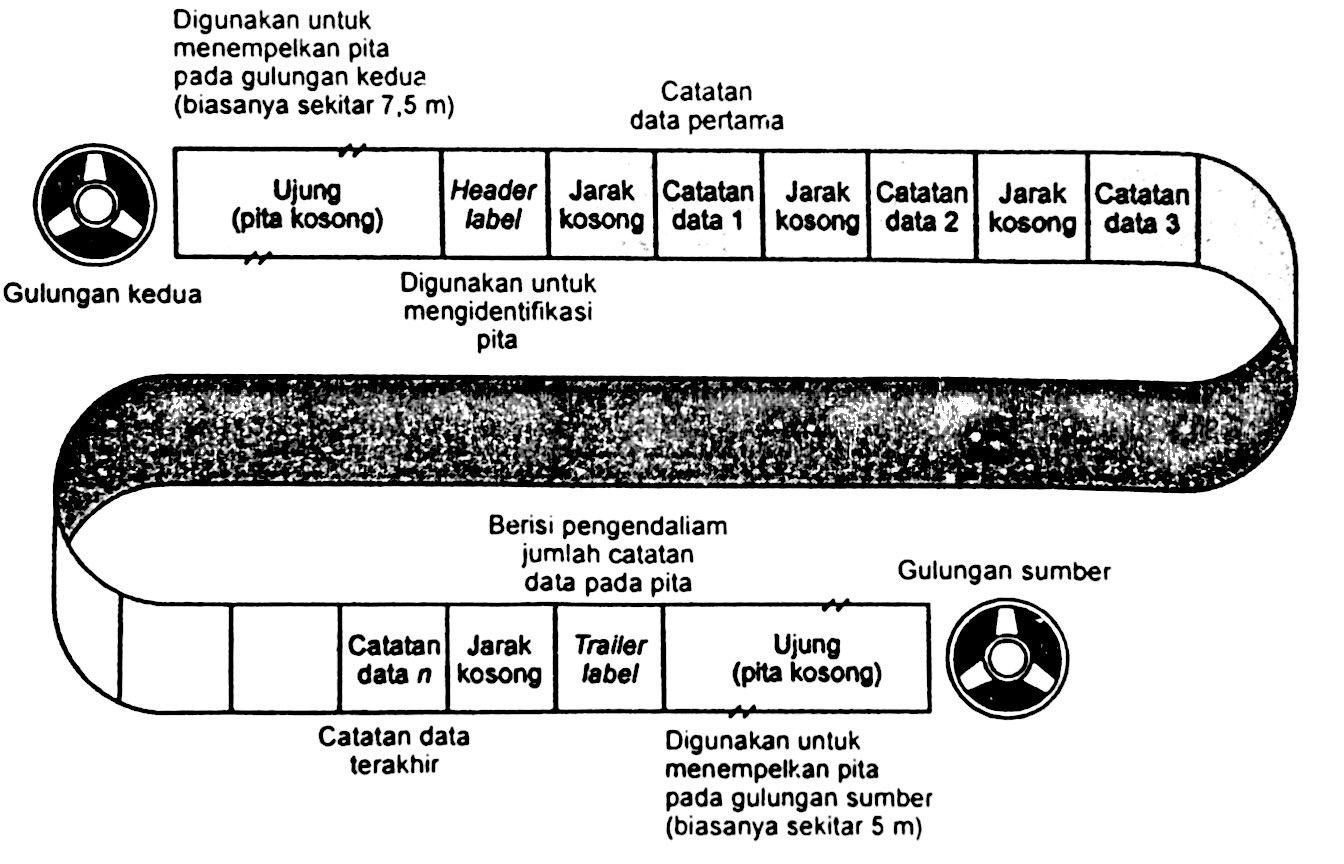 Digunakan untuk
menempelkan pita
pada gulungan kedua
(biasanya sekitar 7,5 m)
Catatan
data pertama
Ujung
(pita kosong)
Header
label
Jarak
kosong
Catatan
data 1
Jarak
kosong
Catatan
data 2
Jarak
kosong
Catatan
data 3
Gulungan kedua
Digunakan untuk
mengidentifikasi
pita
Berisi pengendaliam
jumlah catatan
data pada pita
Gulungan sumber
Catatan
data n
Jarak
kosong
Trailer
label
Ujung
(pita kosong)
Catatan data
terakhir
Digunakan untuk
menempelkan pita
pada gulungan sumber
(biasanya sekitar 5 m)